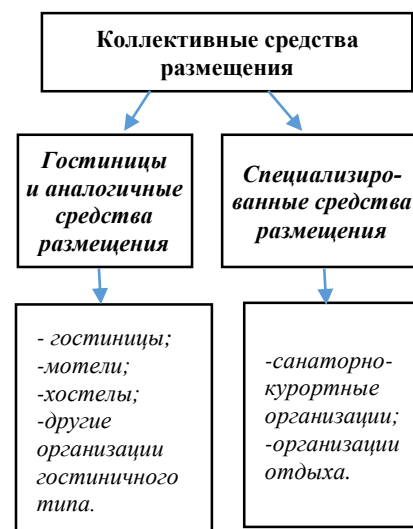 Коллективные средства
размещения
Гостиницы
и аналогичные
средства
размещения
Специализиро-
ванные средства
размещения
- гостиницы;
-мотели;
-хостелы;
-другие
организации
гостиничного
типа.
-санаторно-
курортные
организации;
-организации
отдыха.